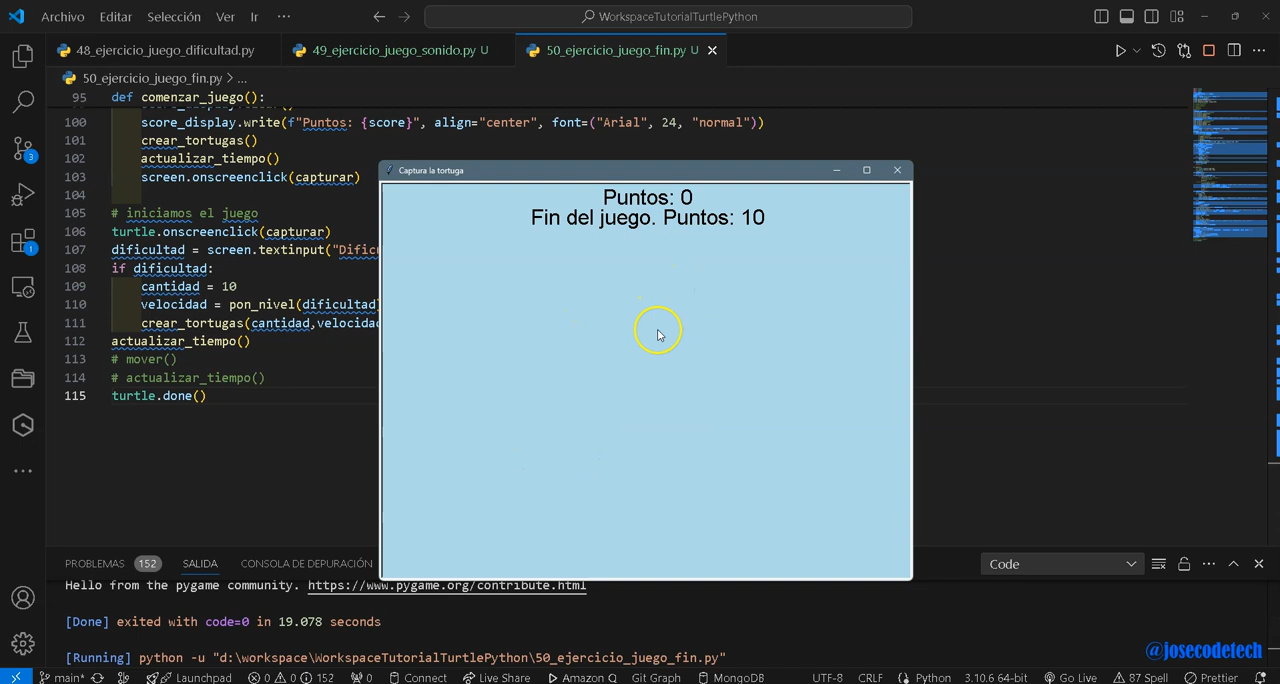 Archivo Editar Selección Ver Ir ···
WorkspaceTutorialTurtlePython
48_ejercicio_juego_dificultad.py
49_ejercicio_juego_sonido.py U
50_ejercicio_juego_fin.py U
50_ejercicio_juego_fin.py > ...
95 def comenzar_juego():
100 score_display.write(f"Puntos: {score}", align="center", font=("Arial", 24, "normal"))
101 crear_tortugas()
102 actualizar_tiempo()
103 screen.onscreenclick(capturar)
104
105 # iniciamos el juego
106 turtle.onscreenclick(capturar)
107 dificultad = screen.textinput("Dificu
108 if dificultad:
109 cantidad = 10
110 velocidad = pon_nivel(dificultad
111 crear_tortugas(cantidad,velocidad
112 actualizar_tiempo()
113 # mover()
114 # actualizar_tiempo()
115 turtle.done()
Captura la tortuga
Puntos: 0
Fin del juego. Puntos: 10
3
1
PROBLEMAS 152 SALIDA CONSOLA DE DEPURACIÓN
Code
Hello from the pygame community. https://www.pygame.org/contribute.html
[Done] exited with code=0 in 19.078 seconds
[Running] python -u "d:\workspace\WorkspaceTutorialTurtlePython\50_ejercicio_juego_fin.py"
@josecodetech
main* Launchpad 0 0 152 0 Connect Live Share Amazon Q Git Graph MongoDB UTF-8 CRLF Python 3.10.6 64-bit Go Live 87 Spell Prettier